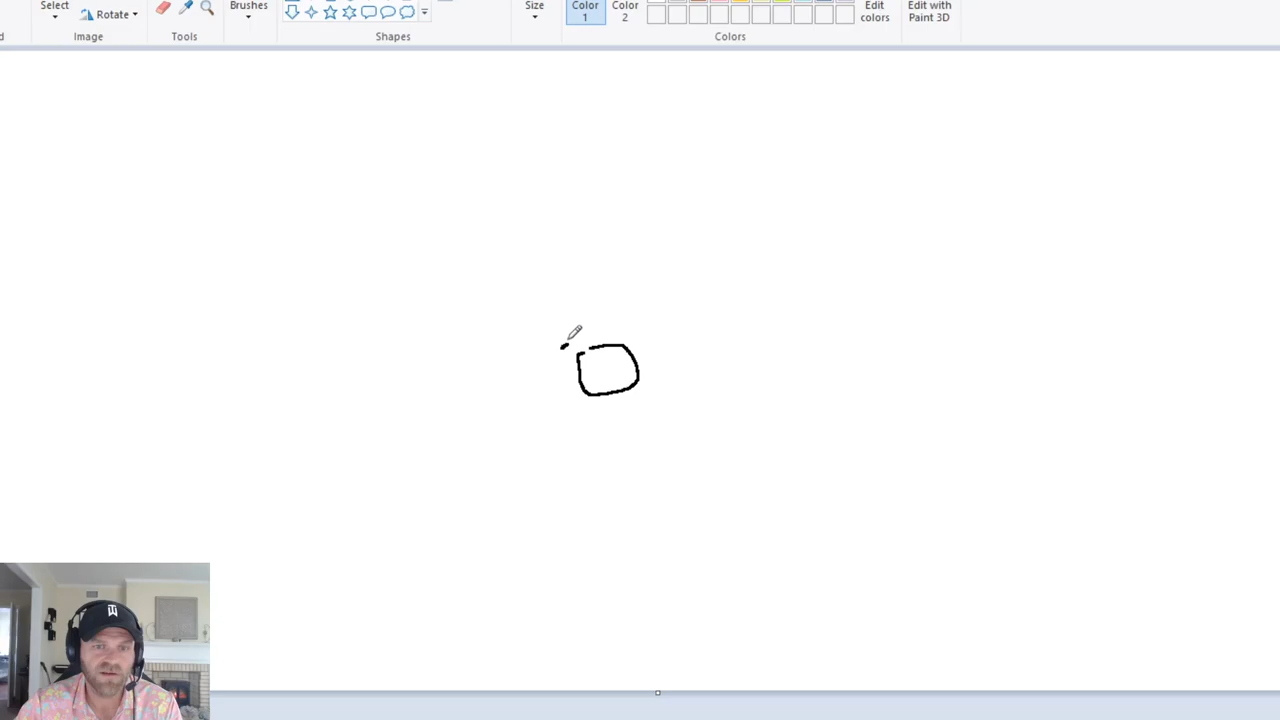 Select
Rotate
Image
Tools
Brushes
Shapes
Size
Color
1
Color
2
Colors
Edit
colors
Edit with
Paint 3D